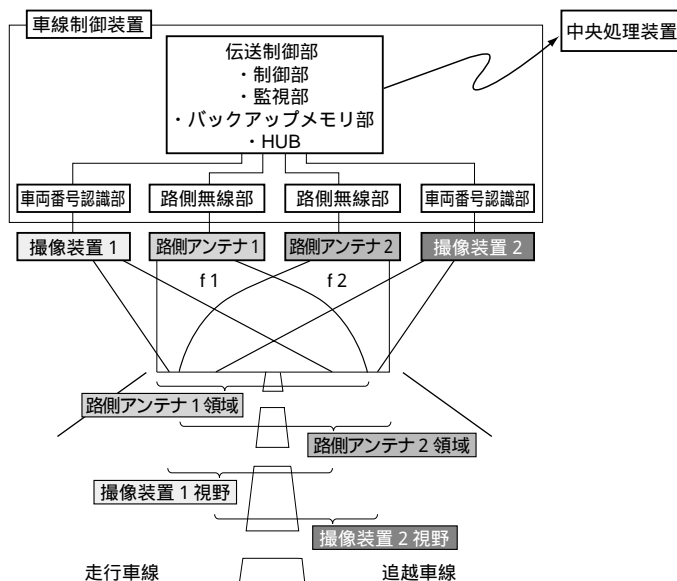 車線制御装置
中央処理装置
伝送制御部
・制御部
・監視部
・バックアップメモリ部
・HUB
車両番号認識部
路側無線部
路側無線部
車両番号認識部
撮像装置1
路側アンテナ1
路側アンテナ2
撮像装置2
f1
f2
路側アンテナ1領域
路側アンテナ2領域
撮像装置1視野
撮像装置2視野
走行車線
追越車線